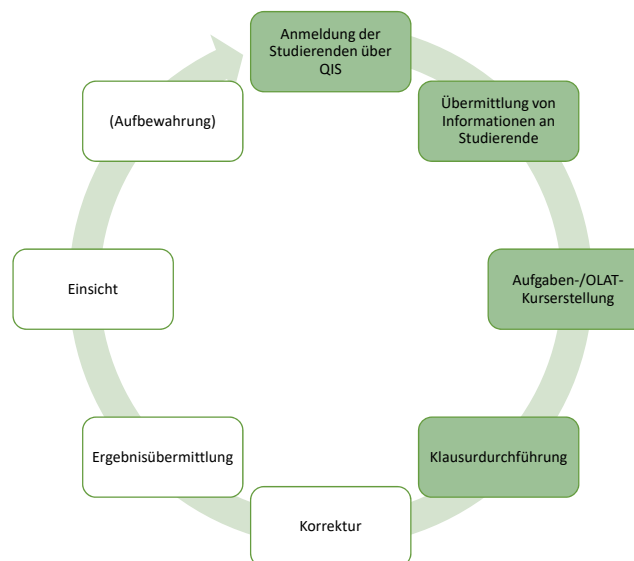 Anmeldung der
Studierenden über
QIS
Übermittlung von
Informationen an
Studierende
Aufgaben-/OLAT-
Kurserstellung
Klausurdurchführung
Korrektur
Ergebnisübermittlung
Einsicht
(Aufbewahrung)